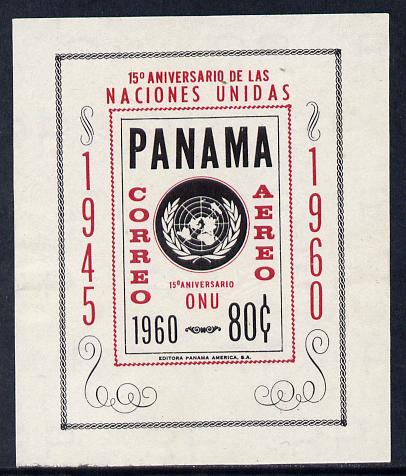 15º ANIVERSARIO DE LAS
NACIONES UNIDAS
1945
PANAMA
CORREO
AEREO
15º ANIVERSARIO
ONU
1960
80¢
1960
EDITORA PANAMA AMERICA, S.A.